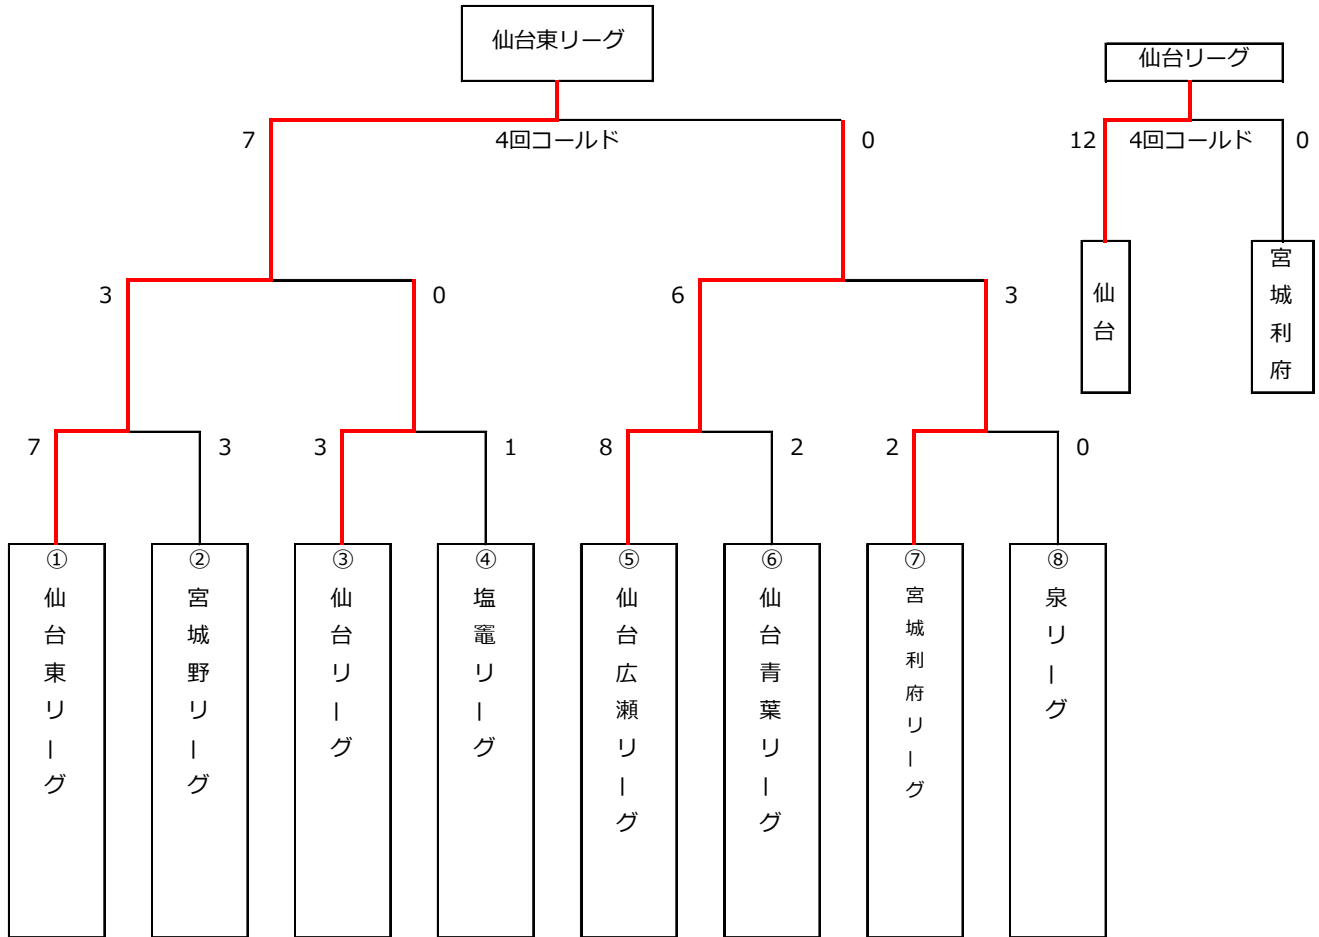 仙台東リーグ
仙台リーグ
7
4回コールド
0
12
4回コールド
0
3
0
6
3
仙台
宮城利府
7
3
3
1
8
2
2
0
①
仙台東リーグ
②
宮城野リーグ
③
仙台リーグ
④
塩竈リーグ
⑤
仙台広瀬リーグ
⑥
仙台青葉リーグ
⑦
宮城利府リーグ
⑧
泉リーグ